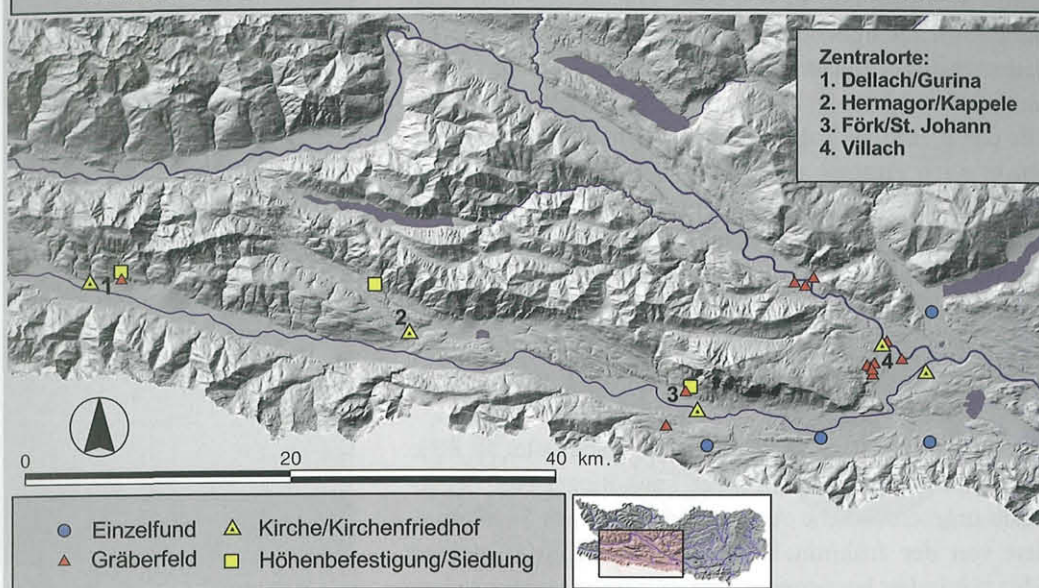 Zentralorte:
1. Dellach/Gurina
2. Hermagor/Kappele
3. Förk/St. Johann
4. Villach
1
2
3
4
0 20 40 km.
Einzelfund
Kirche/Kirchenfriedhof
Gräberfeld
Höhenbefestigung/Siedlung